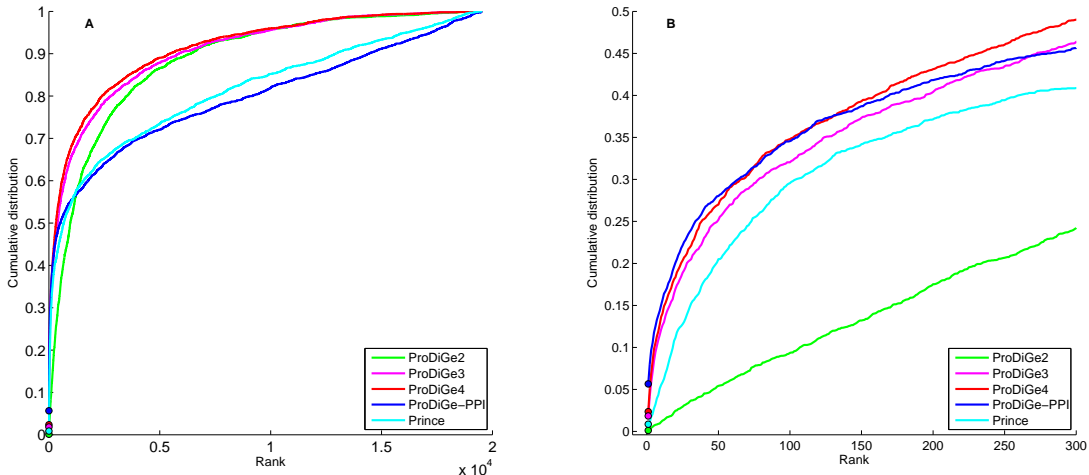 A
Cumulative distribution
1
0.9
0.8
0.7
0.6
0.5
0.4
0.3
0.2
0.1
0
0 0.5 1 1.5 2
x 10^4
Rank
ProDiGe2
ProDiGe3
ProDiGe4
ProDiGe−PPI
Prince
B
Cumulative distribution
0.5
0.45
0.4
0.35
0.3
0.25
0.2
0.15
0.1
0.05
0
0 50 100 150 200 250 300
Rank
ProDiGe2
ProDiGe3
ProDiGe4
ProDiGe−PPI
Prince